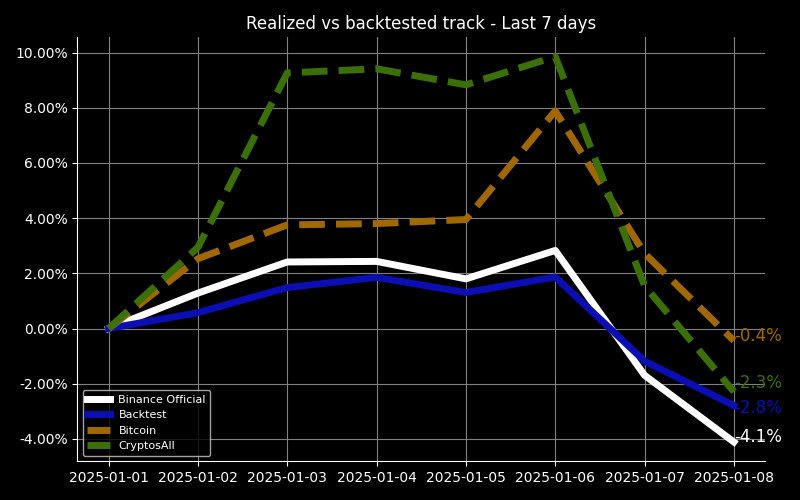 Realized vs backtested track - Last 7 days
10.00%
8.00%
6.00%
4.00%
2.00%
0.00%
-2.00%
-4.00%
-0.4%
-2.3%
-2.8%
-4.1%
Binance Official
Backtest
Bitcoin
CryptosAll
2025-01-01 2025-01-02 2025-01-03 2025-01-04 2025-01-05 2025-01-06 2025-01-07 2025-01-08